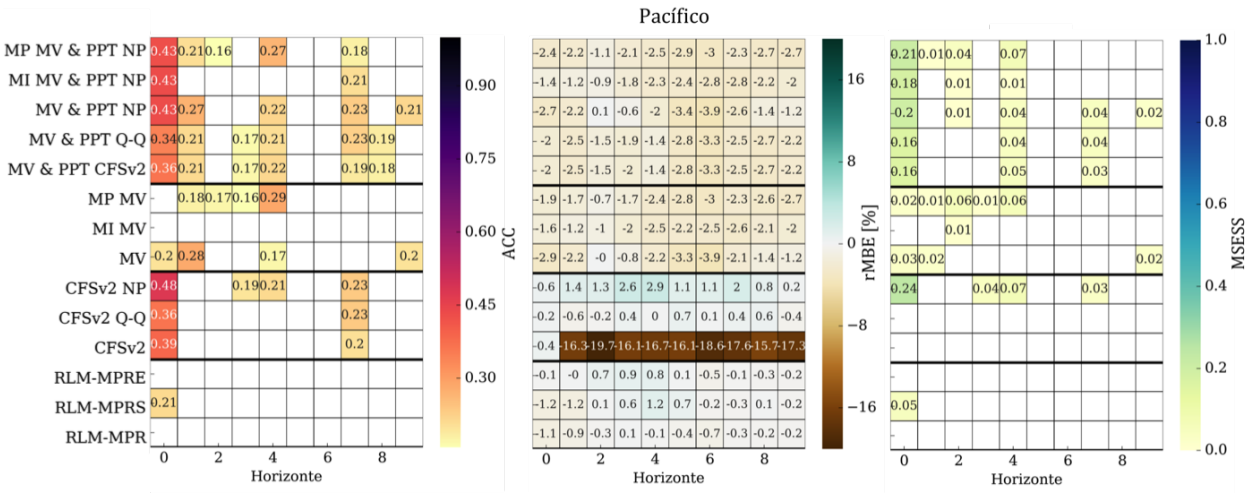 Pacífico
MP MV & PPT NP 0.43 0.21 0.16 0.27 0.18
MI MV & PPT NP 0.43 0.21
MV & PPT NP 0.43 0.27 0.22 0.23 0.21
MV & PPT Q-Q 0.34 0.21 0.17 0.21 0.23 0.19
MV & PPT CFSv2 0.36 0.21 0.17 0.22 0.19 0.18
MP MV 0.18 0.17 0.16 0.29
MI MV
MV -0.2 0.28 0.17 0.2
CFSv2 NP 0.48 0.19 0.21 0.23
CFSv2 Q-Q 0.36 0.23
CFSv2 0.39 0.2
RLM-MPRE
RLM-MPRS 0.21
RLM-MPR
0 2 4 6 8
Horizonte
0.90
0.75
0.60
0.45
0.30
ACC
-2.4 -2.2 -1.1 -2.1 -2.5 -2.9 -3 -2.3 -2.7 -2.7
-1.4 -1.2 -0.9 -1.8 -2.3 -2.4 -2.8 -2.8 -2.2 -2
-2.7 -2.2 0.1 -0.6 -2 -3.4 -3.9 -2.6 -1.4 -1.2
-2 -2.5 -1.5 -1.9 -1.4 -2.8 -3.3 -2.5 -2.7 -2.2
-2 -2.5 -1.5 -2 -1.4 -2.8 -3.3 -2.5 -2.7 -2.2
-1.9 -1.7 -0.7 -1.7 -2.4 -2.8 -3 -2.3 -2.6 -2.7
-1.6 -1.2 -1 -2 -2.2 -2.3 -2.6 -2.9 -2.1 -2
-2.9 -2.2 -0 -0.8 -2.2 -3.3 -3.9 -2.1 -1.4 -1.2
-0.6 1.4 1.3 2.6 2.9 1.1 1.1 2 0.8 0.2
-0.2 -0.6 -0.2 0.4 0 0.7 0.1 0.4 0.6 -0.4
-0.4 -16.3 -19.7 -16.1 -16.7 -16.1 -18.6 -17.6 -15.7 -17.3
-0.1 -0 0.7 0.9 0.8 0.1 -0.5 -0.1 -0.3 -0.2
-1.2 -1.2 0.1 0.6 1.2 0.7 -0.2 -0.3 0.1 -0.2
-1.1 -0.9 -0.3 0.1 -0.1 -0.4 -0.7 -0.3 -0.2 -0.2
0 2 4 6 8
Horizonte
16
8
0
−8
−16
rMBE [%]
0.21 0.01 0.04 0.07
0.18 0.01 0.01
-0.2 0.01 0.04 0.04 0.02
0.16 0.04 0.04
0.16 0.05 0.03
0.02 0.01 0.06 0.01 0.06
0.01
0.03 0.02 0.02
0.24 0.04 0.07 0.03
0.05
0 2 4 6 8
Horizonte
1.0
0.8
0.6
0.4
0.2
0.0
MSESS